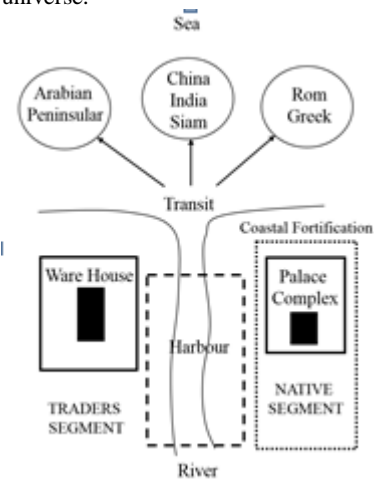 universe.
Sea
Arabian
Peninsular
China
India
Siam
Rom
Greek
Transit
Coastal Fortification
Ware House
Palace
Complex
Harbour
TRADERS
SEGMENT
NATIVE
SEGMENT
River